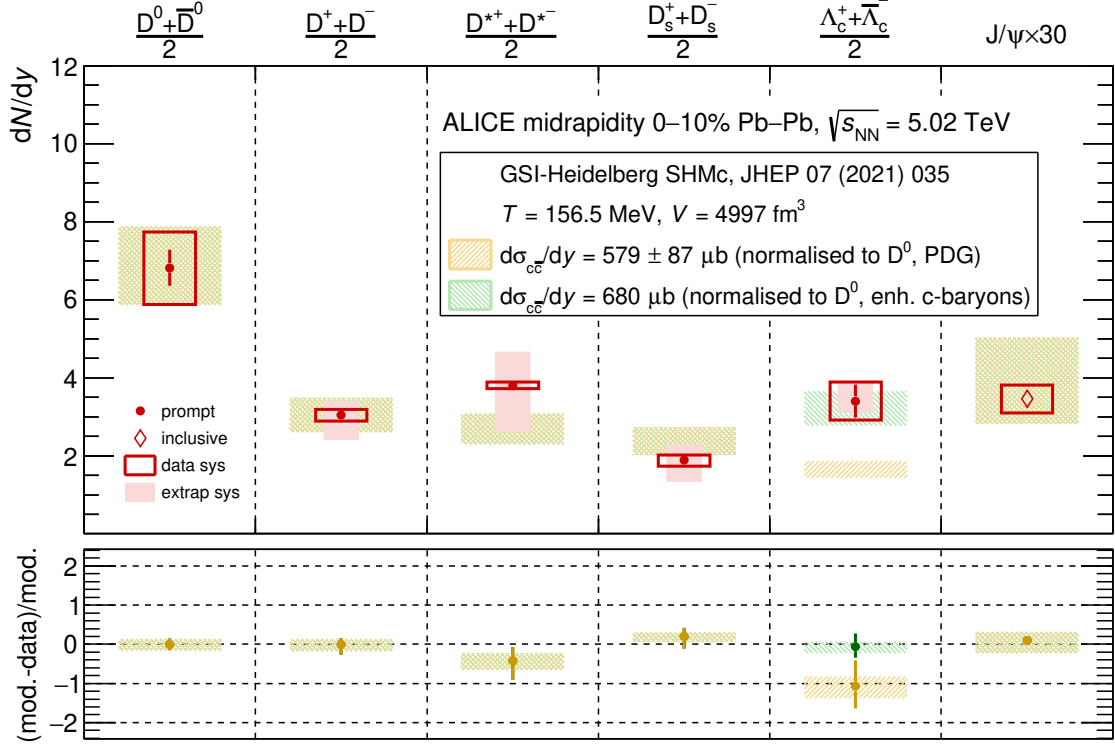 D⁰+D̅⁰ / 2
D⁺+D⁻ / 2
D*⁺+D*⁻ / 2
Dₛ⁺+Dₛ⁻ / 2
Λ_c⁺+Λ̅_c⁻ / 2
J/ψ×30
dN/dy
12
10
8
6
4
2
ALICE midrapidity 0–10% Pb–Pb, √s_NN = 5.02 TeV
GSI-Heidelberg SHMc, JHEP 07 (2021) 035
T = 156.5 MeV, V = 4997 fm³
dσ_cc̅/dy = 579 ± 87 μb (normalised to D⁰, PDG)
dσ_cc̅/dy = 680 μb (normalised to D⁰, enh. c-baryons)
prompt
inclusive
data sys
extrap sys
(mod.-data)/mod.
2
1
0
−1
−2